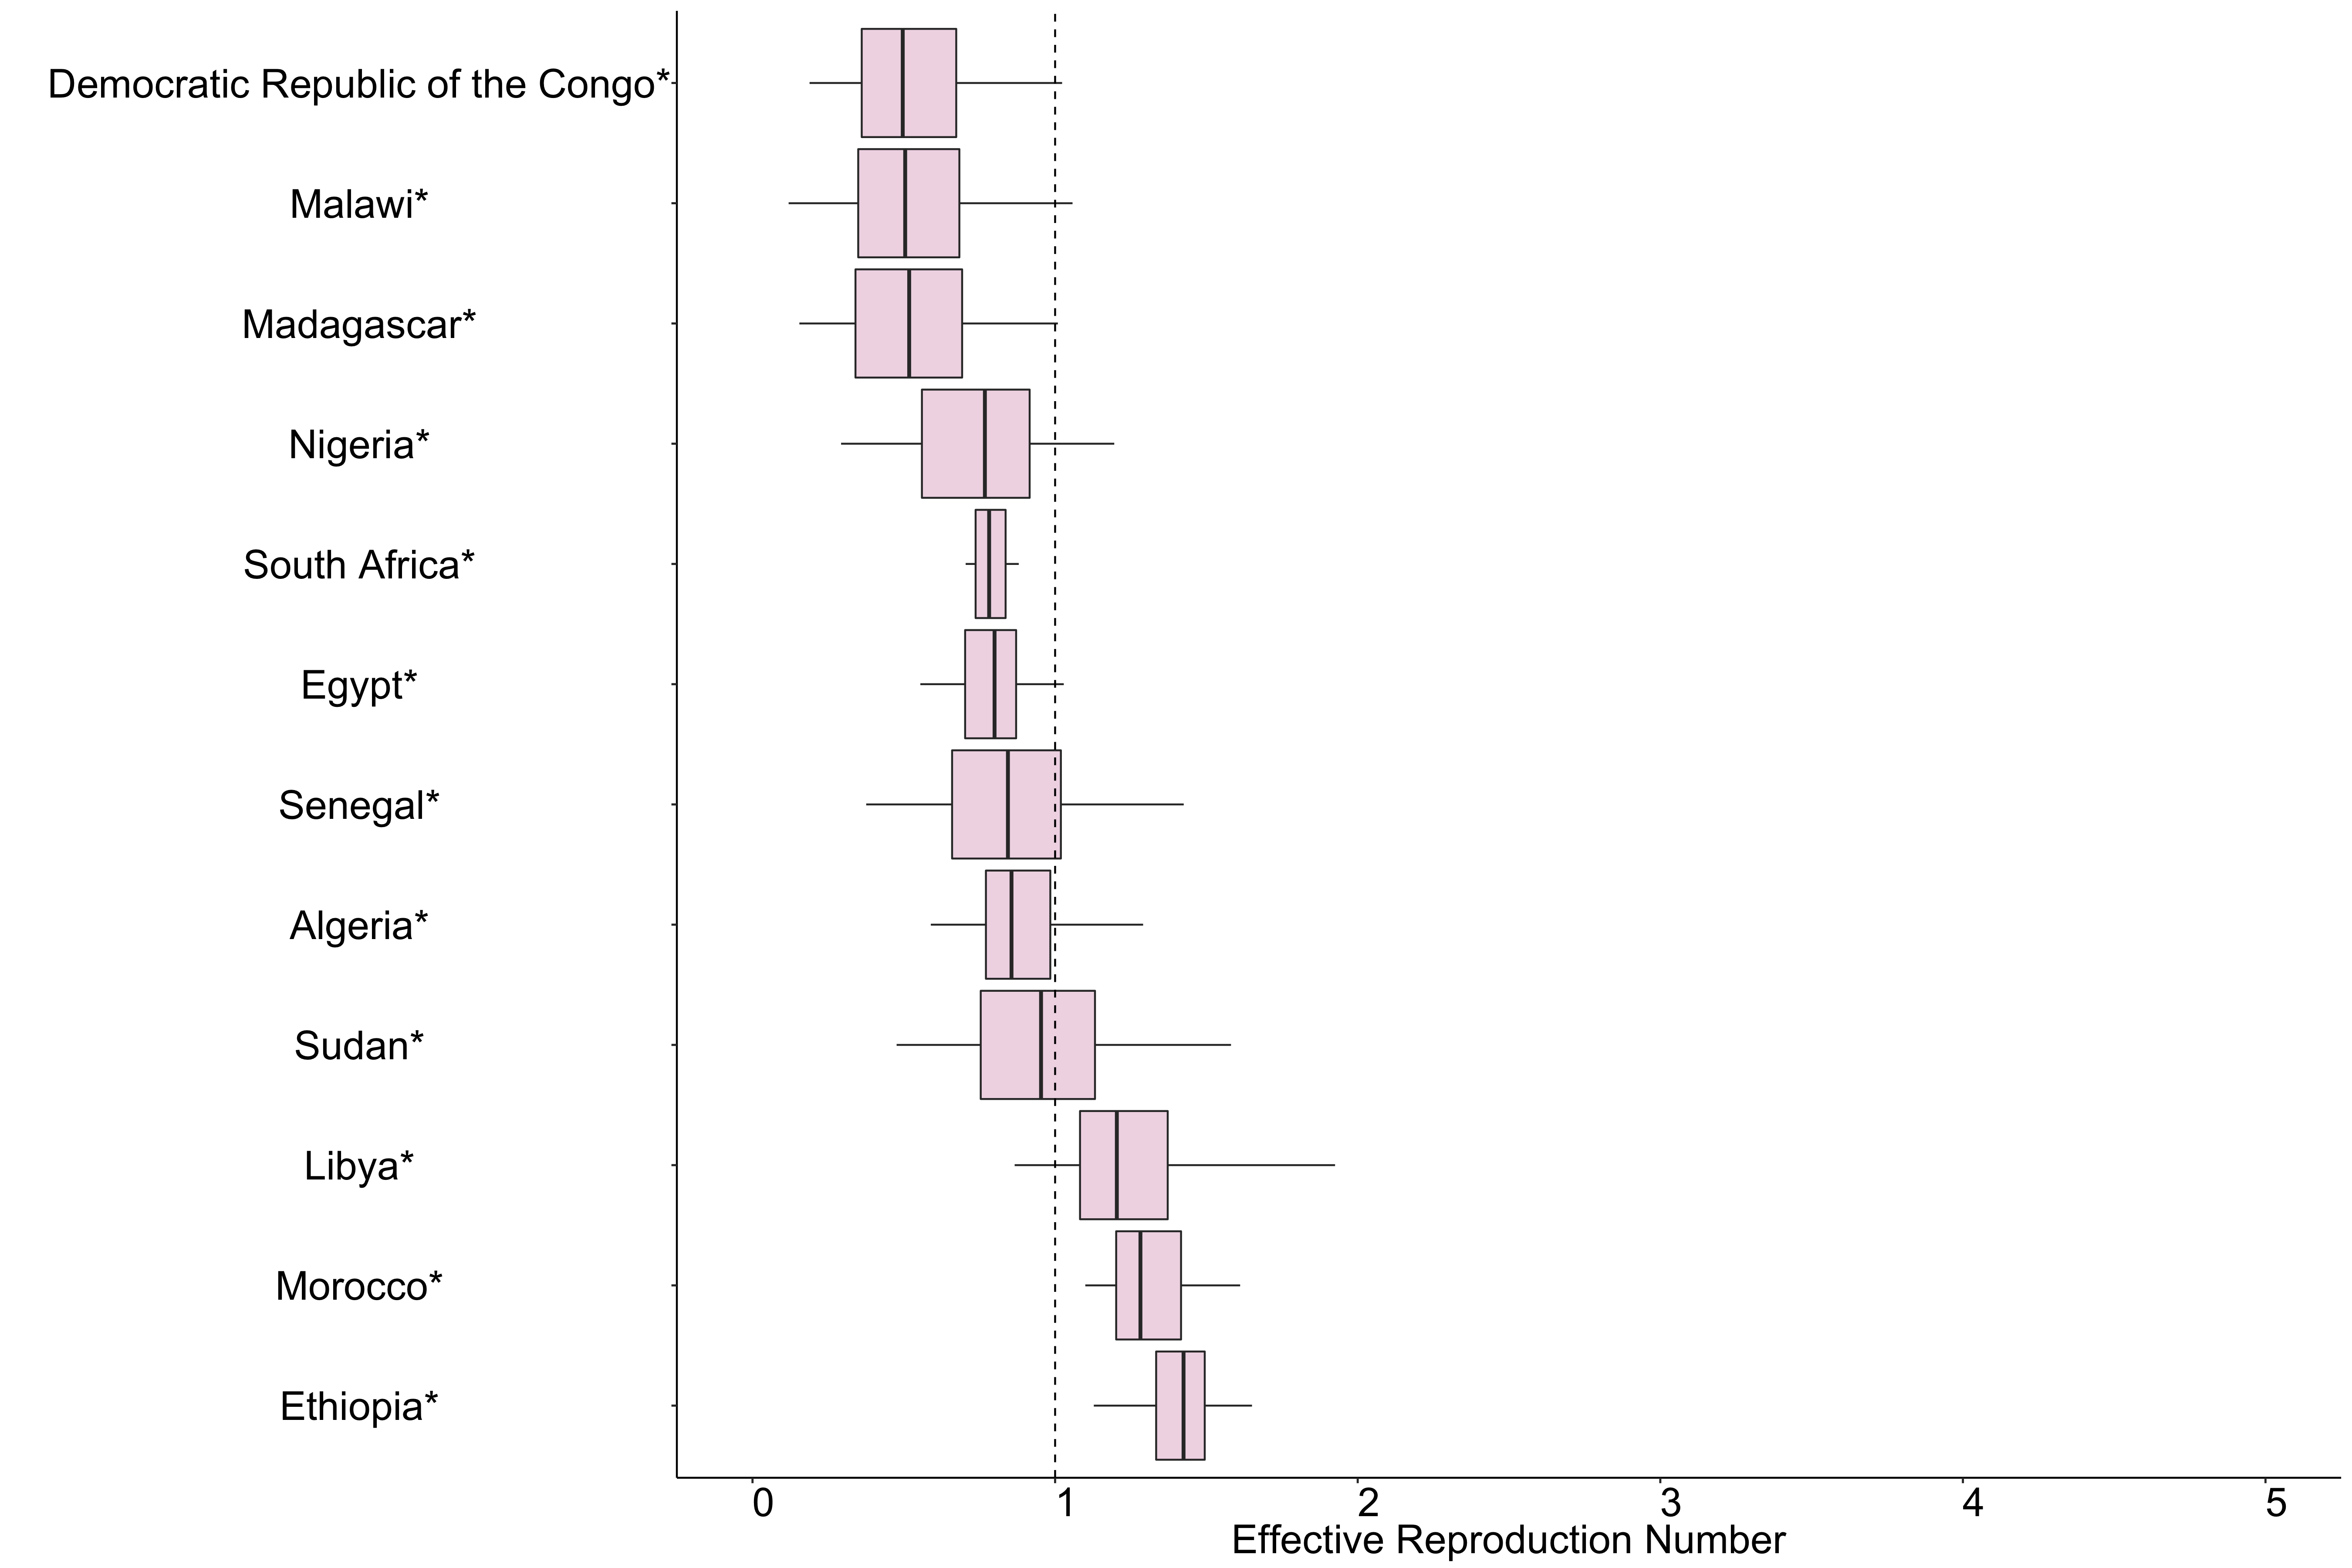 Democratic Republic of the Congo*
Malawi*
Madagascar*
Nigeria*
South Africa*
Egypt*
Senegal*
Algeria*
Sudan*
Libya*
Morocco*
Ethiopia*
0 1 2 3 4 5
Effective Reproduction Number